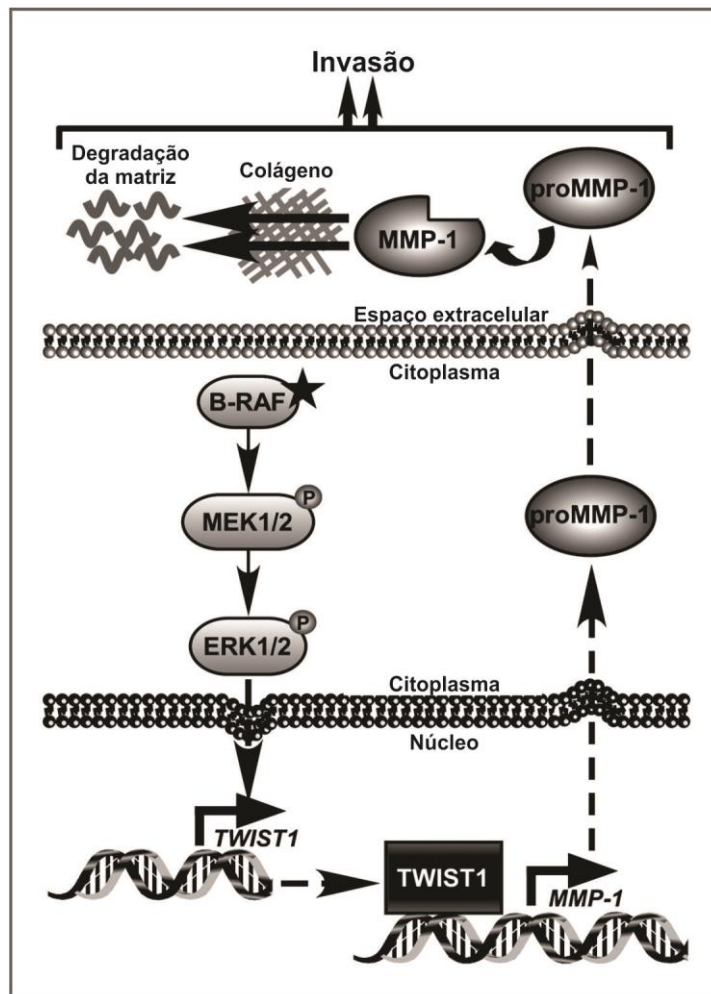 Invasão
Degradação
da matriz
Colágeno
proMMP-1
MMP-1
Espaço extracelular
Citoplasma
B-RAF
P
MEK1/2
proMMP-1
P
ERK1/2
Citoplasma
Núcleo
TWIST1
TWIST1
MMP-1